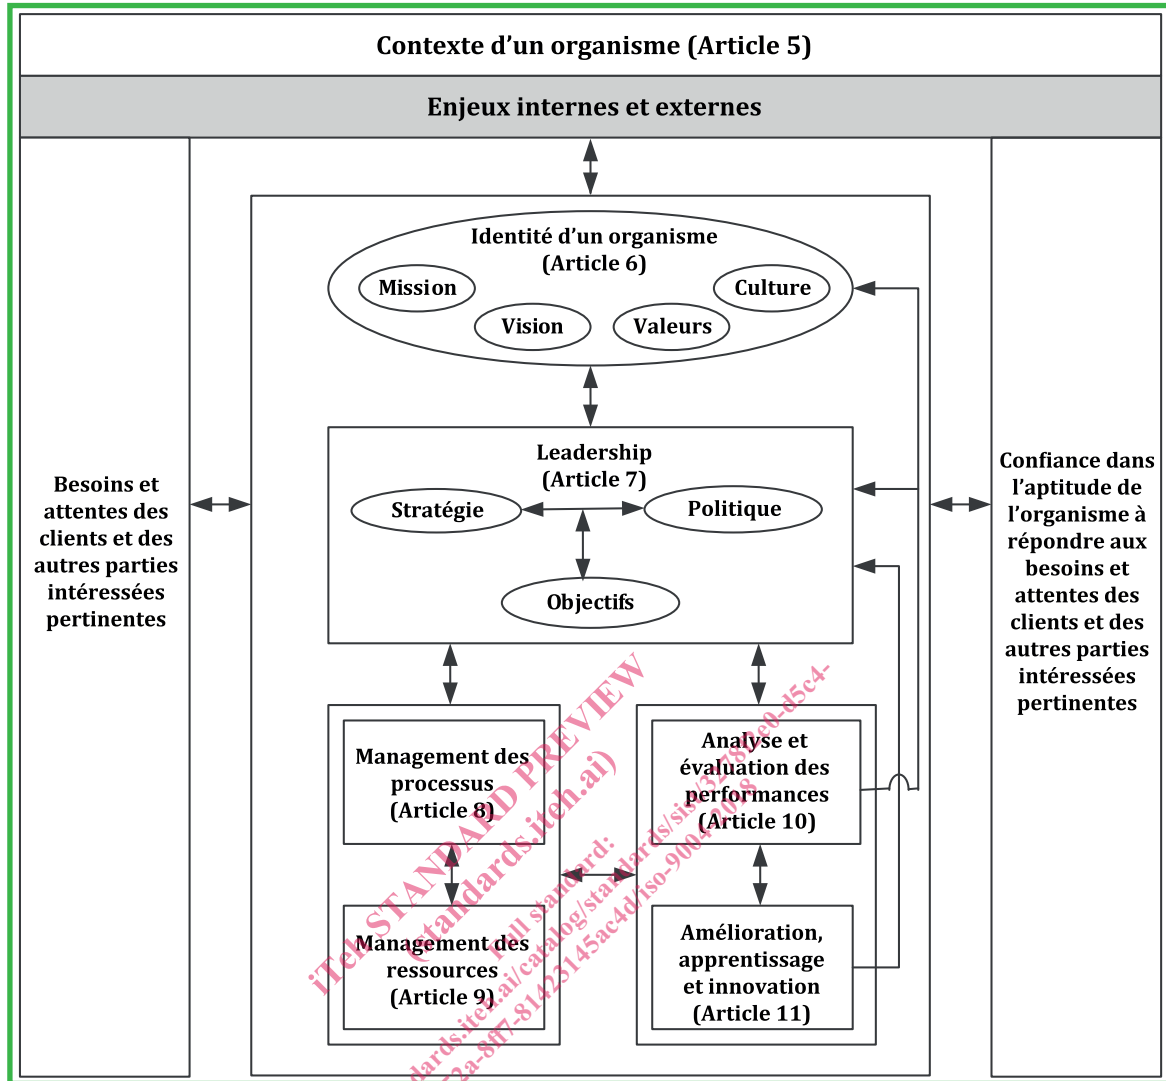 Contexte d'un organisme (Article 5)
Enjeux internes et externes
Identité d'un organisme
(Article 6)
Mission
Culture
Vision
Valeurs
Leadership
(Article 7)
Stratégie
Politique
Objectifs
Besoins et
attentes des
clients et des
autres parties
intéressées
pertinentes
Confiance dans
l'aptitude de
l'organisme à
répondre aux
besoins et
attentes des
clients et des
autres parties
intéressées
pertinentes
Management des
processus
(Article 8)
Analyse et
évaluation des
performances
(Article 10)
Management des
ressources
(Article 9)
Amélioration,
apprentissage
et innovation
(Article 11)
iTeh STANDARD PREVIEW
(standards.iteh.ai)
Full standard: